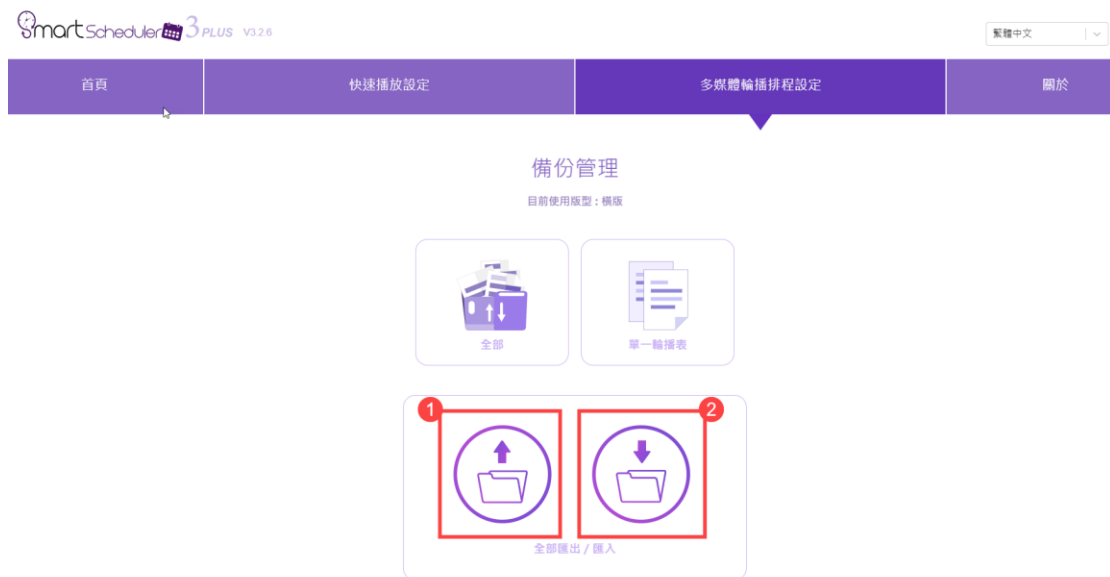 SmartScheduler 3 PLUS V3.2.6
繁體中文
首頁
快速播放設定
多媒體輪播排程設定
關於
備份管理
目前使用版型 : 橫版
全部
單一輪播表
1
2
全部匯出 / 匯入